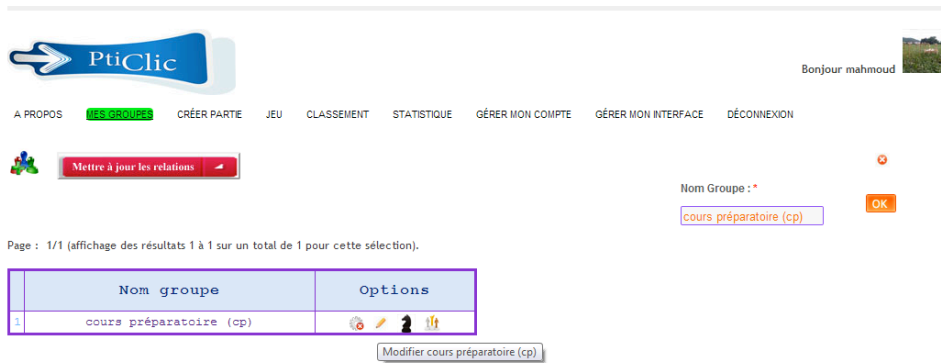 PtiClic
Bonjour mahmoud
A PROPOS MES GROUPES CRÉER PARTIE JEU CLASSEMENT STATISTIQUE GÉRER MON COMPTE GÉRER MON INTERFACE DÉCONNEXION
Mettre à jour les relations
Nom Groupe : *
cours préparatoire (cp) OK
Page : 1/1 (affichage des résultats 1 à 1 sur un total de 1 pour cette sélection).
Nom groupe Options
1 cours préparatoire (cp)
Modifier cours préparatoire (cp)